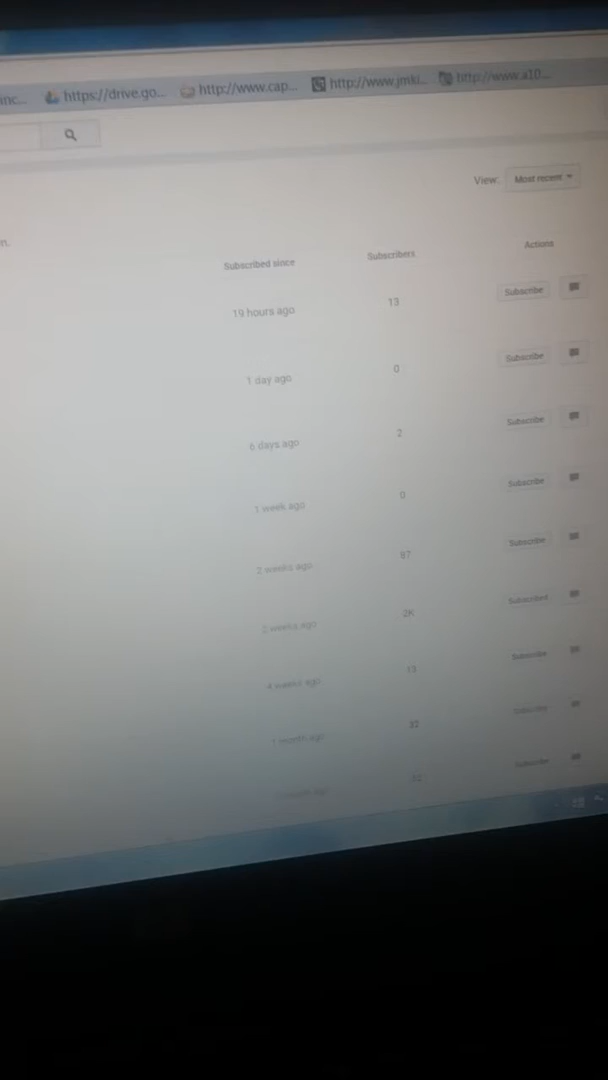 inc... https://drive.go... http://www.cap... http://www.jmki... http://www.a10...
View: Most recent
n.
Subscribed since Subscribers Actions
19 hours ago 13 Subscribe
1 day ago 0 Subscribe
6 days ago 2 Subscribe
1 week ago 0 Subscribe
2 weeks ago 67 Subscribe
2 weeks ago 2K Subscribed
4 weeks ago 13 Subscribe
1 month ago Subscribe
Subscribe